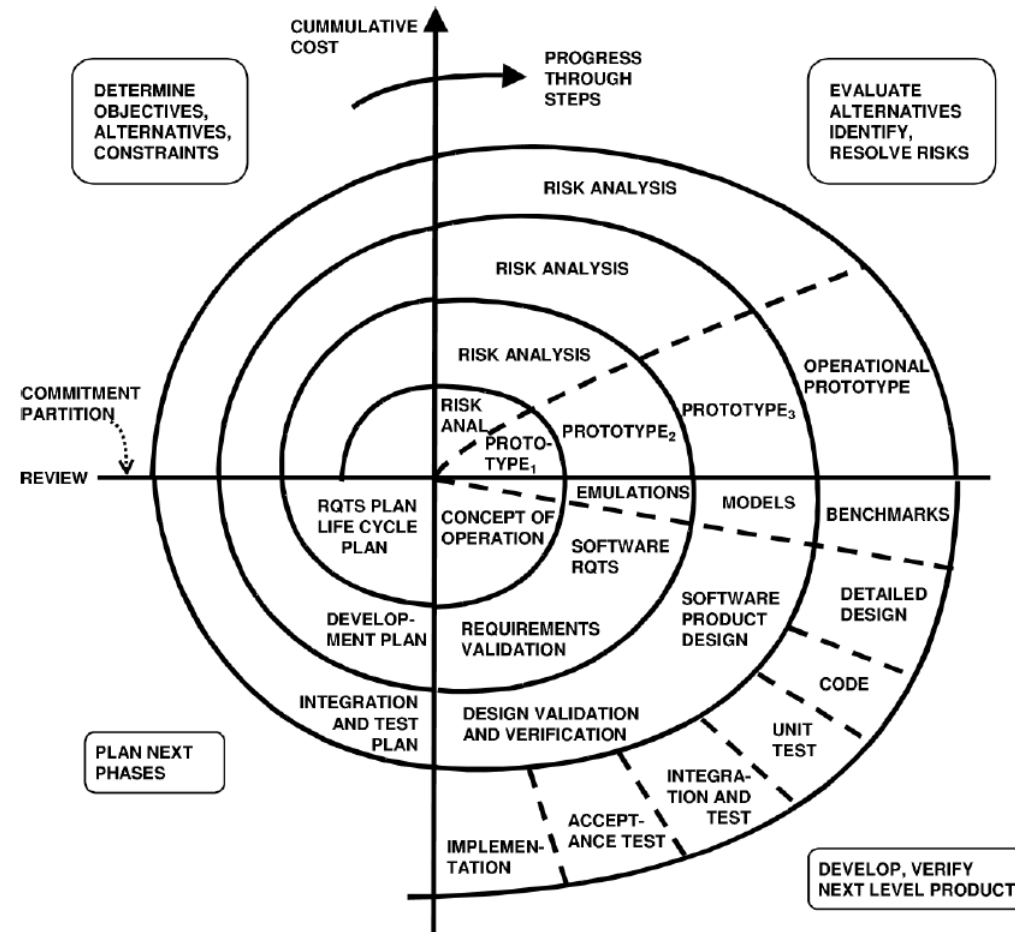 CUMMULATIVE
COST
PROGRESS
THROUGH
STEPS
DETERMINE
OBJECTIVES,
ALTERNATIVES,
CONSTRAINTS
EVALUATE
ALTERNATIVES
IDENTIFY,
RESOLVE RISKS
RISK ANALYSIS
RISK ANALYSIS
RISK ANALYSIS
RISK
ANAL.
PROTO-
TYPE₁
PROTOTYPE₂
PROTOTYPE₃
OPERATIONAL
PROTOTYPE
COMMITMENT
PARTITION
REVIEW
RQTS PLAN
LIFE CYCLE
PLAN
CONCEPT OF
OPERATION
EMULATIONS
MODELS
BENCHMARKS
SOFTWARE
RQTS
SOFTWARE
PRODUCT
DESIGN
DETAILED
DESIGN
DEVELOP-
MENT PLAN
REQUIREMENTS
VALIDATION
CODE
INTEGRATION
AND TEST
PLAN
DESIGN VALIDATION
AND VERIFICATION
UNIT
TEST
PLAN NEXT
PHASES
INTEGRA-
TION AND
TEST
ACCEPT-
ANCE TEST
IMPLEMEN-
TATION
DEVELOP, VERIFY
NEXT LEVEL PRODUCT